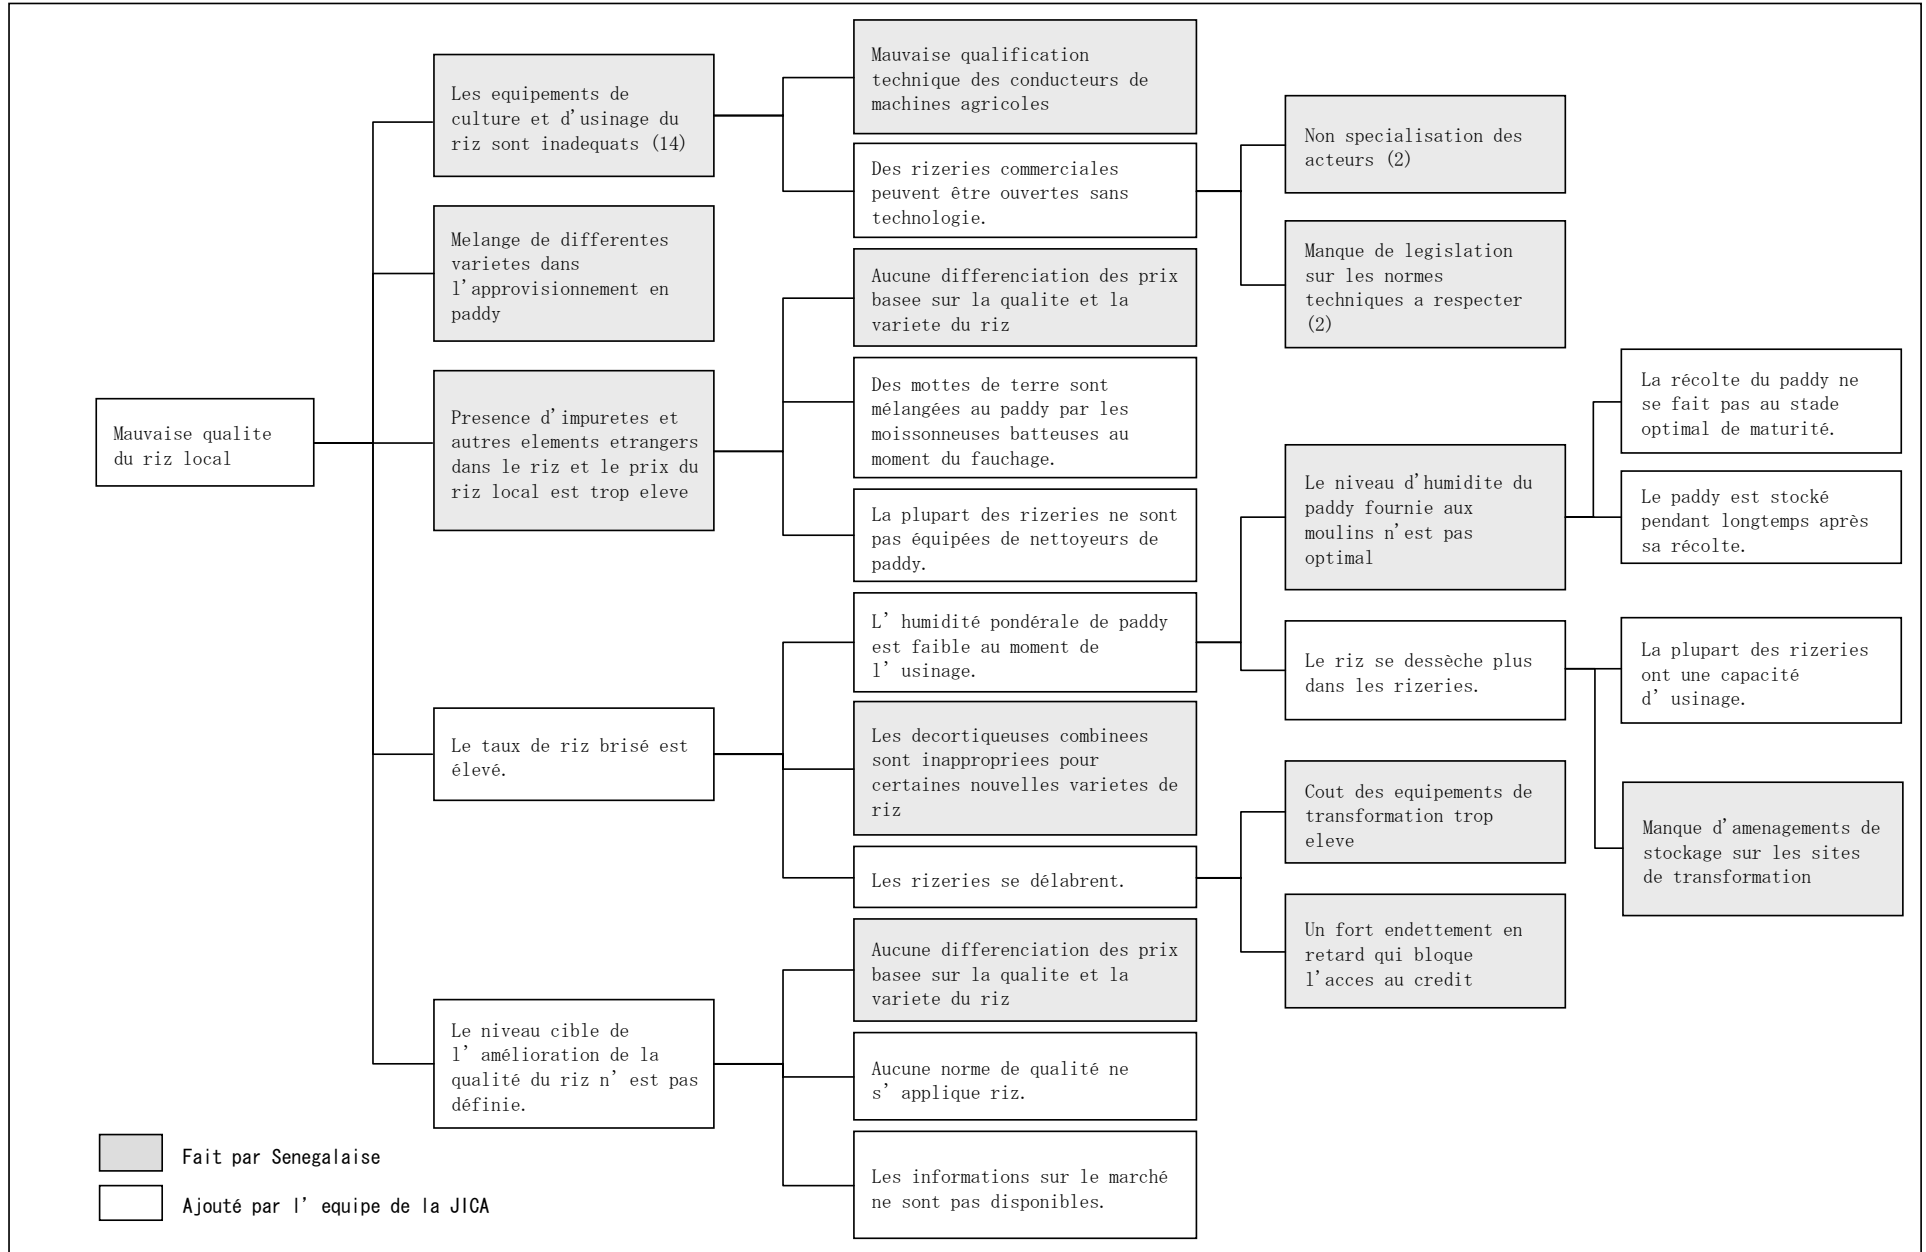 Mauvaise qualite
du riz local
Les equipements de
culture et d'usinage du
riz sont inadequats (14)
Melange de differentes
varietes dans
l'approvisionnement en
paddy
Presence d'impuretes et
autres elements etrangers
dans le riz et le prix du
riz local est trop eleve
Le taux de riz brisé est
élevé.
Le niveau cible de
l’amélioration de la
qualité du riz n’est pas
définie.
Mauvaise qualification
technique des conducteurs de
machines agricoles
Des rizeries commerciales
peuvent être ouvertes sans
technologie.
Aucune differenciation des prix
basee sur la qualite et la
variete du riz
Des mottes de terre sont
mélangées au paddy par les
moissonneuses batteuses au
moment du fauchage.
La plupart des rizeries ne sont
pas équipées de nettoyeurs de
paddy.
L’humidité pondérale de paddy
est faible au moment de
l’usinage.
Les decortiqueuses combinees
sont inappropriees pour
certaines nouvelles varietes de
riz
Les rizeries se délabrent.
Aucune differenciation des prix
basee sur la qualite et la
variete du riz
Aucune norme de qualité ne
s’applique riz.
Les informations sur le marché
ne sont pas disponibles.
Non specialisation des
acteurs (2)
Manque de legislation
sur les normes
techniques a respecter
(2)
Le niveau d'humidite du
paddy fournie aux
moulins n'est pas
optimal
Le riz se dessèche plus
dans les rizeries.
Cout des equipements de
transformation trop
eleve
Un fort endettement en
retard qui bloque
l'acces au credit
La récolte du paddy ne
se fait pas au stade
optimal de maturité.
Le paddy est stocké
pendant longtemps après
sa récolte.
La plupart des rizeries
ont une capacité
d’usinage.
Manque d'amenagements de
stockage sur les sites
de transformation
Fait par Senegalaise
Ajouté par l’equipe de la JICA